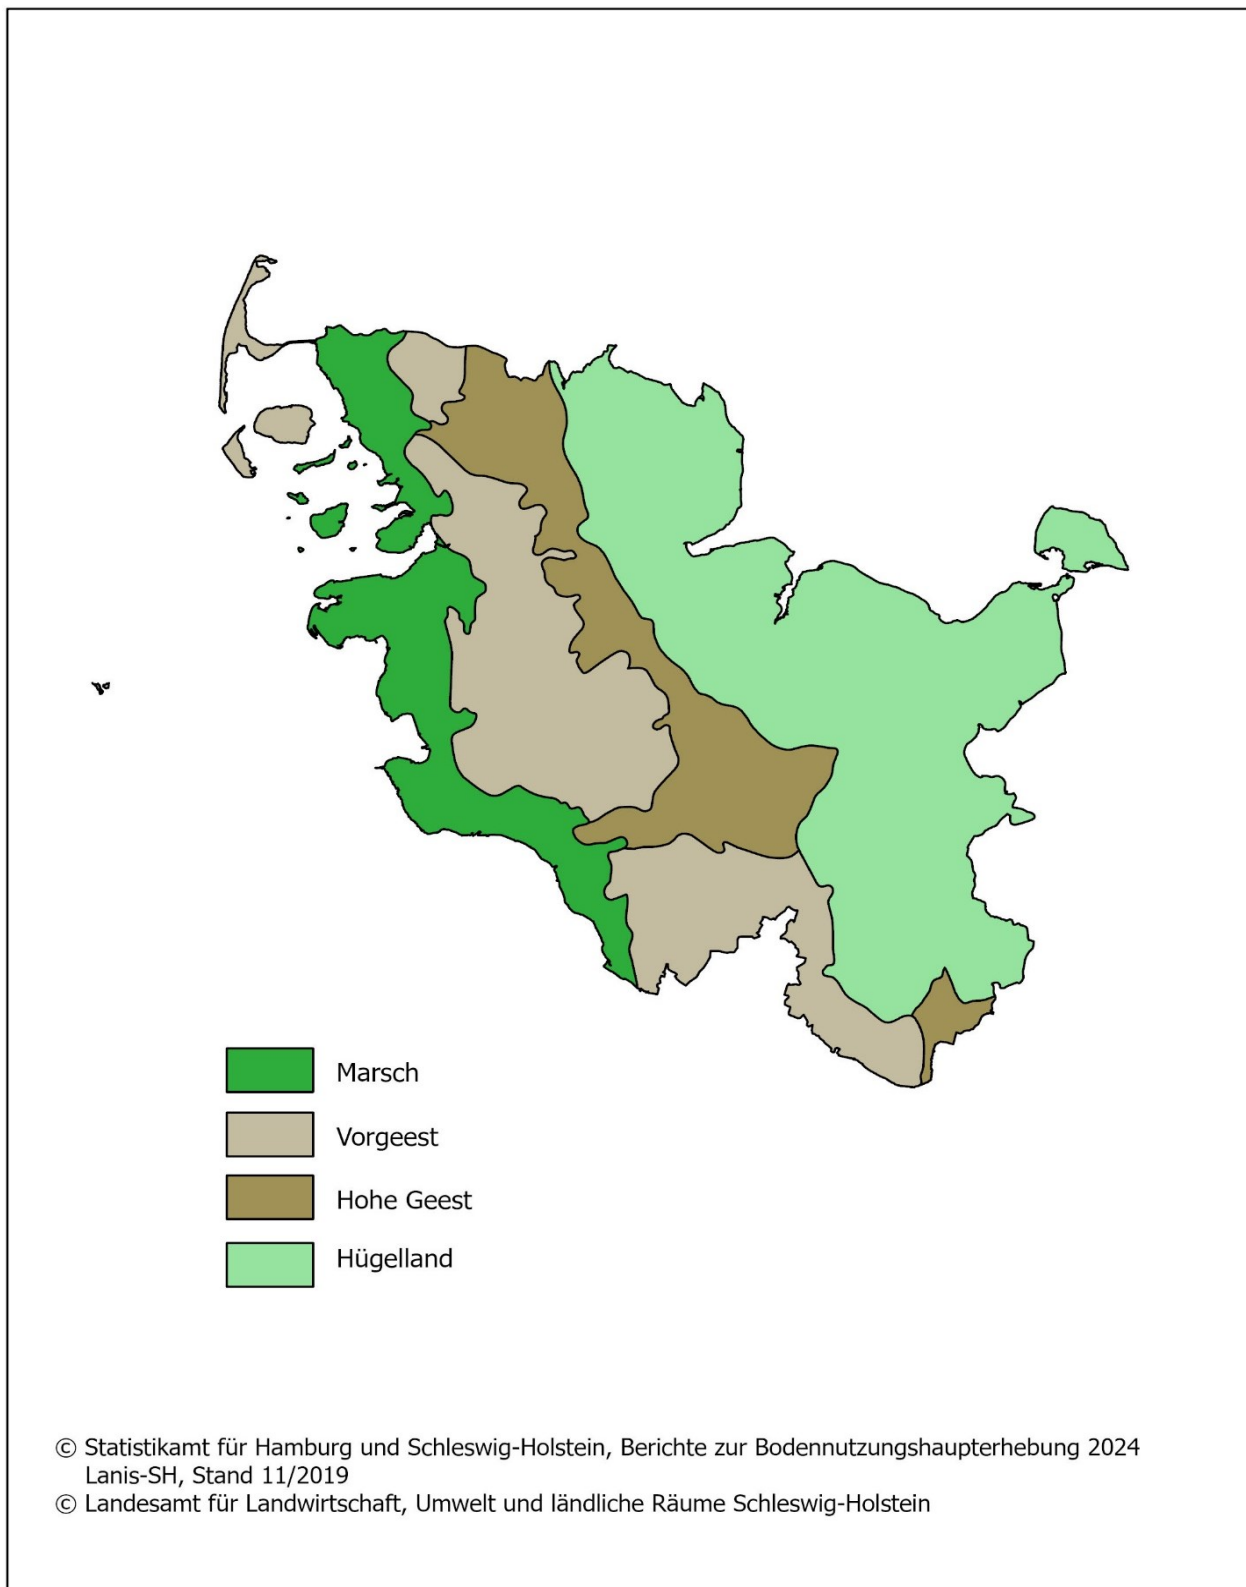 Marsch
Vorgeest
Hohe Geest
Hügelland
© Statistikamt für Hamburg und Schleswig-Holstein, Berichte zur Bodennutzungshaupterhebung 2024
Lanis-SH, Stand 11/2019
© Landesamt für Landwirtschaft, Umwelt und ländliche Räume Schleswig-Holstein